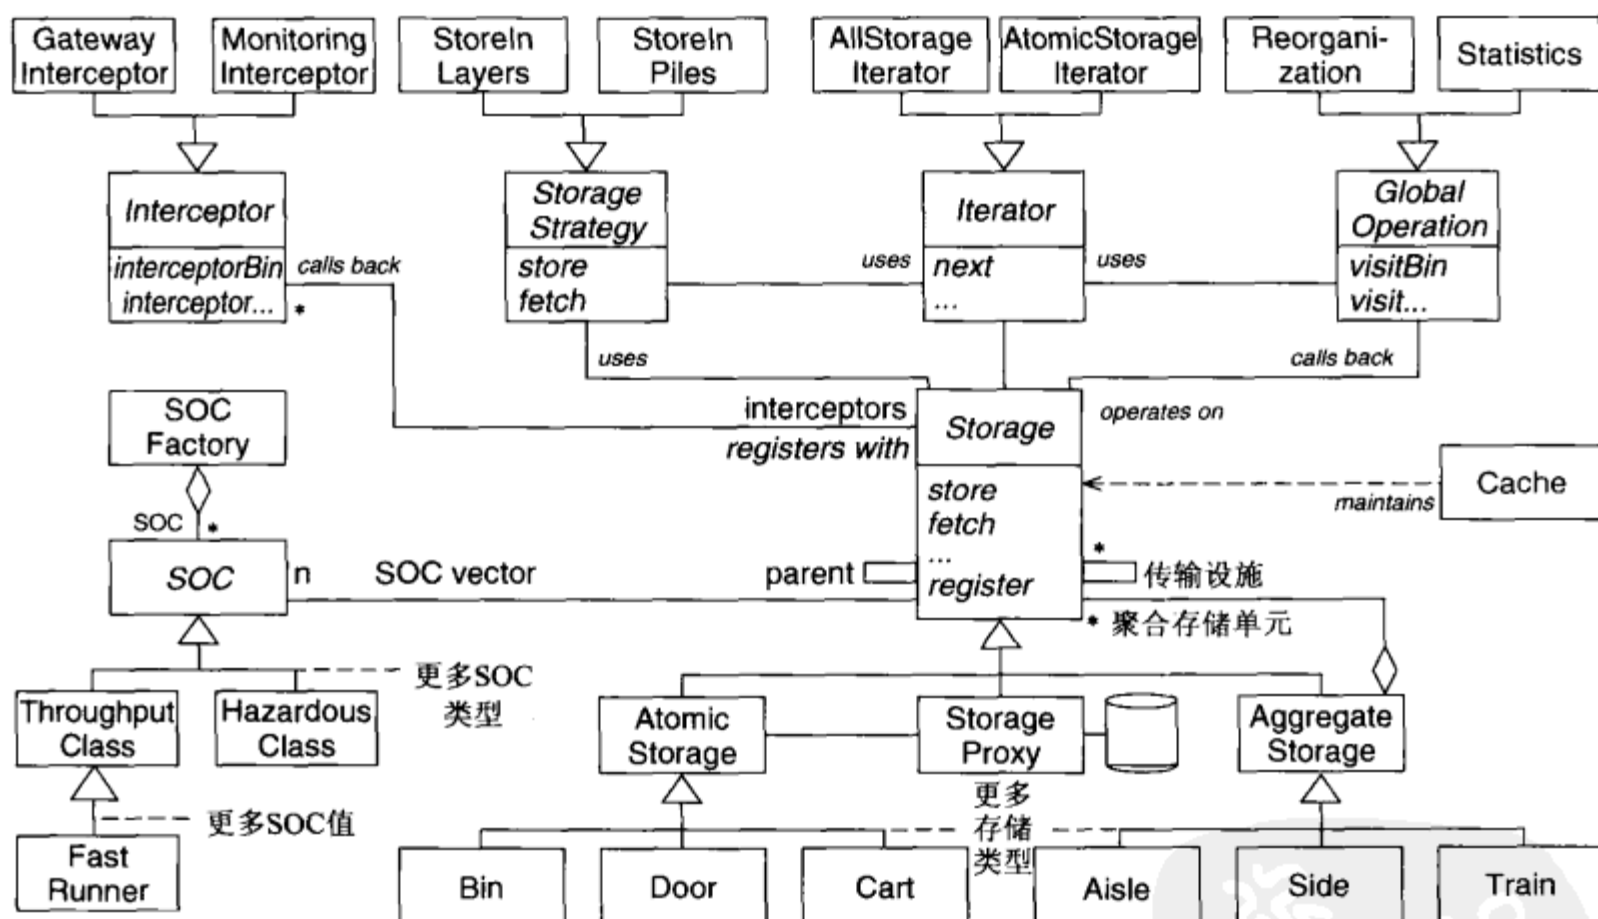 Gateway
Interceptor
Monitoring
Interceptor
StoreIn
Layers
StoreIn
Piles
AllStorage
Iterator
AtomicStorage
Iterator
Reorgani-
zation
Statistics
Interceptor
interceptorBin
interceptor...
calls back
*
Storage
Strategy
store
fetch
uses
Iterator
next
...
uses
Global
Operation
visitBin
visit...
uses
calls back
SOC
Factory
interceptors
registers with
Storage
operates on
store
fetch
...
register
maintains
Cache
SOC
*
SOC
n
SOC vector
parent
*
传输设施
* 聚合存储单元
更多SOC
类型
Throughput
Class
Hazardous
Class
Atomic
Storage
Storage
Proxy
Aggregate
Storage
更多SOC值
更多
存储
类型
Fast
Runner
Bin
Door
Cart
Aisle
Side
Train